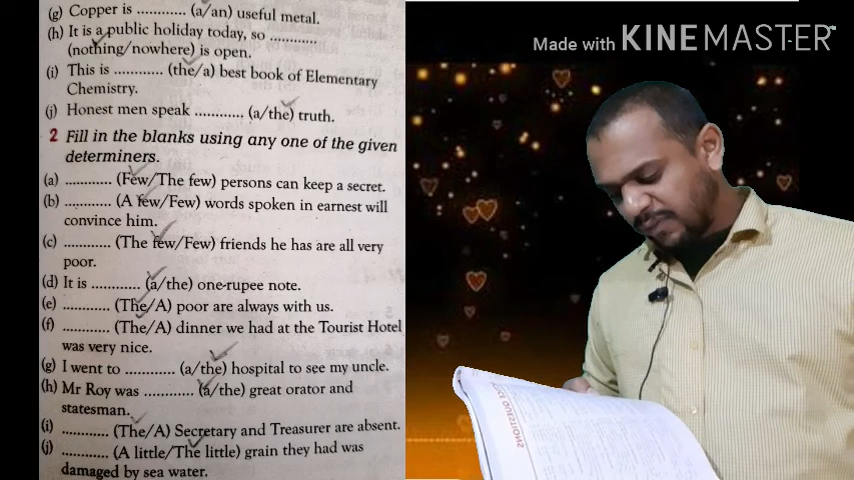 (g) Copper is ............ (a/an) useful metal.
(h) It is a public holiday today, so ............
(nothing/nowhere) is open.
(i) This is ............ (the/a) best book of Elementary
Chemistry.
(j) Honest men speak ............ (a/the) truth.
2 Fill in the blanks using any one of the given
determiners.
(a) ............ (Few/The few) persons can keep a secret.
(b) ............ (A few/Few) words spoken in earnest will
convince him.
(c) ............ (The few/Few) friends he has are all very
poor.
(d) It is ............ (a/the) one-rupee note.
(e) ............ (The/A) poor are always with us.
(f) ............ (The/A) dinner we had at the Tourist Hotel
was very nice.
(g) I went to ............ (a/the) hospital to see my uncle.
(h) Mr Roy was ............ (a/the) great orator and
statesman.
(i) ............ (The/A) Secretary and Treasurer are absent.
(j) ............ (A little/The little) grain they had was
damaged by sea water.
Made with KINEMASTER